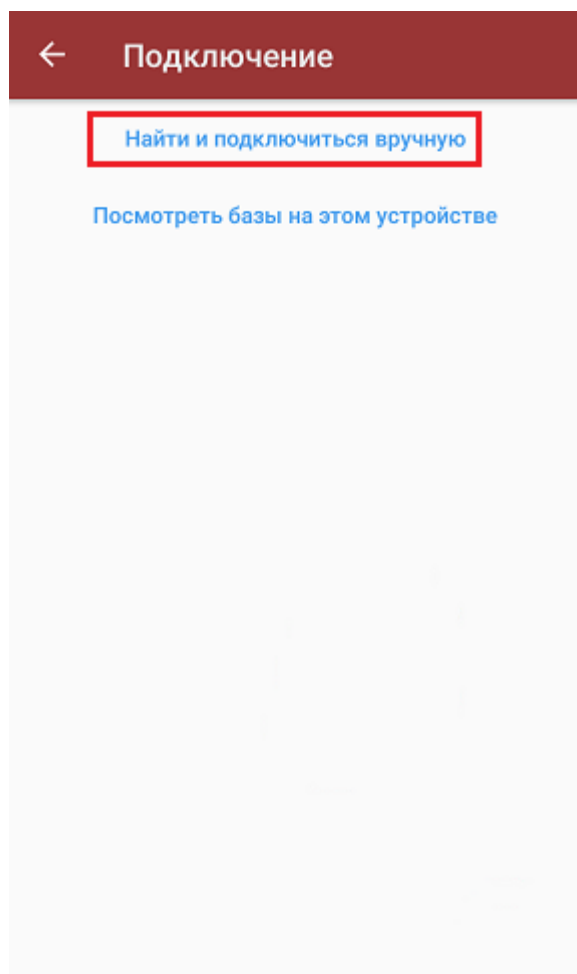 Подключение
Найти и подключиться вручную
Посмотреть базы на этом устройстве